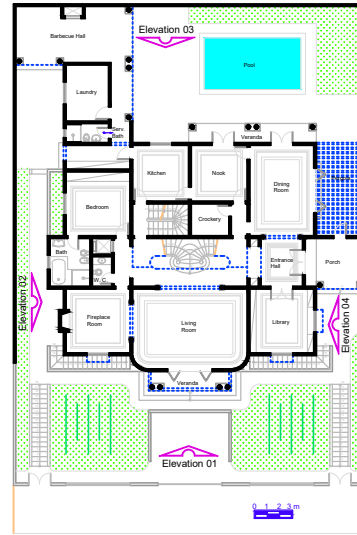 Elevation 03
Barbecue Hall
Pool
Laundry
Serv.
Bath
Veranda
Kitchen
Nook
Dining
Room
Bedroom
Crockery
Bath
Entrance
Hall
Porch
W. C.
Elevation 02
Fireplace
Room
Living
Room
Library
Elevation 04
Veranda
Elevation 01
0 1 2 3 m